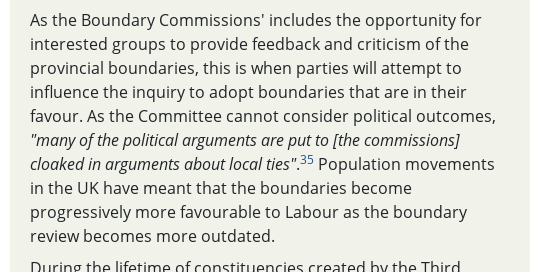 As the Boundary Commissions' includes the opportunity for
interested groups to provide feedback and criticism of the
provincial boundaries, this is when parties will attempt to
influence the inquiry to adopt boundaries that are in their
favour. As the Committee cannot consider political outcomes,
"many of the political arguments are put to [the commissions]
cloaked in arguments about local ties".35 Population movements
in the UK have meant that the boundaries become
progressively more favourable to Labour as the boundary
review becomes more outdated.
During the lifetime of constituencies created by the Third